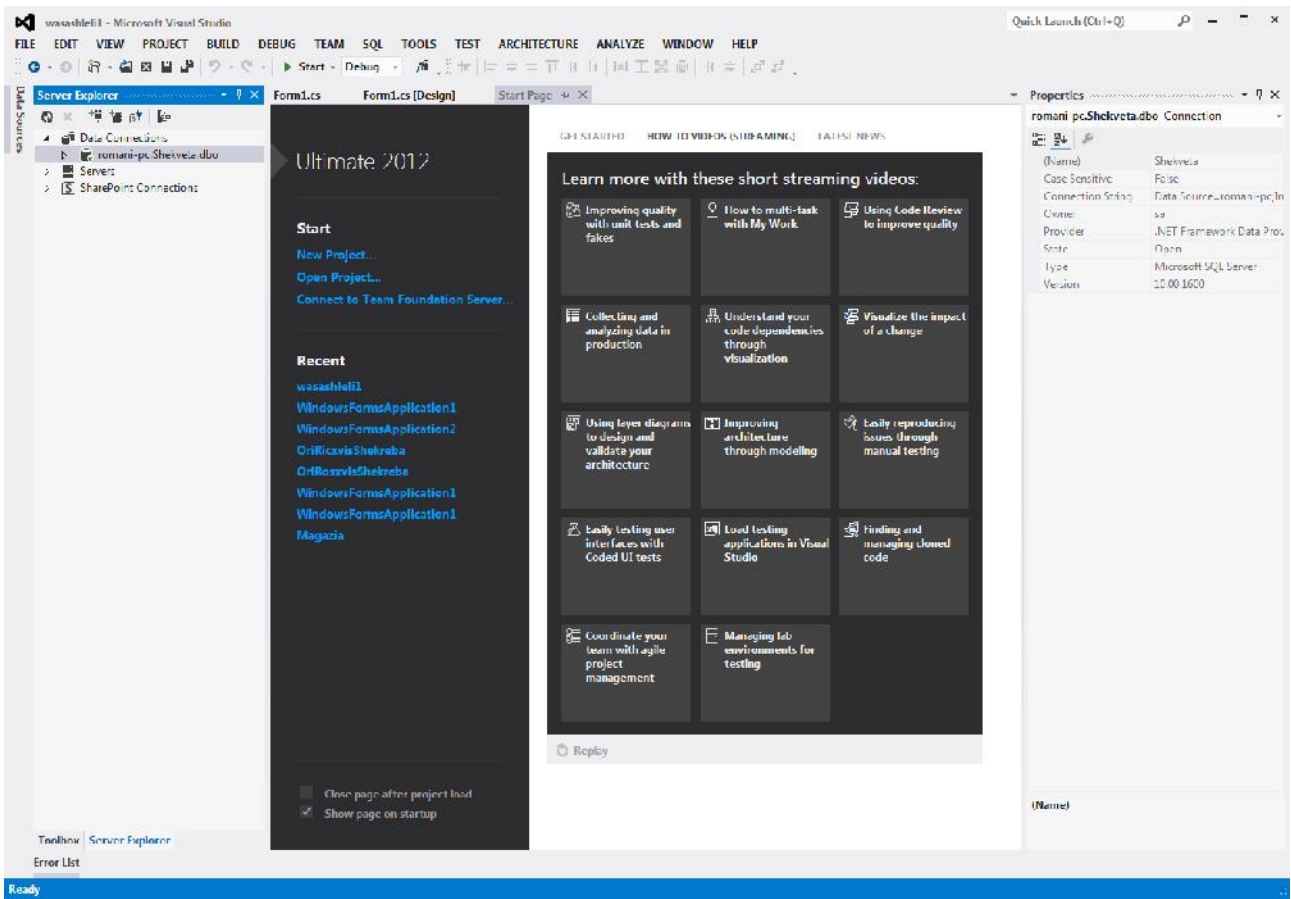 wasashleli1 - Microsoft Visual Studio
Quick Launch (Ctrl+Q)
FILE EDIT VIEW PROJECT BUILD DEBUG TEAM SQL TOOLS TEST ARCHITECTURE ANALYZE WINDOW HELP
Start Debug
Data Sources
Server Explorer
Data Connections
romani-pc.Shekveta.dbo
Servers
SharePoint Connections
Toolbox Server Explorer
Error List
Form1.cs Form1.cs [Design] Start Page
Ultimate 2012
Start
New Project...
Open Project...
Connect to Team Foundation Server...
Recent
wasashleli1
WindowsFormsApplication1
WindowsFormsApplication2
OriRicxvisShekreba
WindowsFormsApplication1
WindowsFormsApplication1
Magazia
Close page after project load
Show page on startup
GET STARTED HOW TO VIDEOS (STREAMING) LATEST NEWS
Learn more with these short streaming videos:
Improving quality
with unit tests and
fakes
How to multi-task
with My Work
Using Code Review
to improve quality
Collecting and
analyzing data in
production
Understand your
code dependencies
through
visualization
Visualize the impact
of a change
Using layer diagrams
to design and
validate your
architecture
Improving
architecture
through modeling
Easily reproducing
issues through
manual testing
Easily testing user
interfaces with
Coded UI tests
Load testing
applications in Visual
Studio
Finding and
managing cloned
code
Coordinate your
team with agile
project
management
Managing lab
environments for
testing
Replay
Properties
romani-pc.Shekveta.dbo Connection
(Name) Shekveta
Case Sensitive False
Connection String Data Source=romani-pc;In
Owner sa
Provider .NET Framework Data Prov
State Open
Type Microsoft SQL Server
Version 10.00.1600
(Name)
Ready